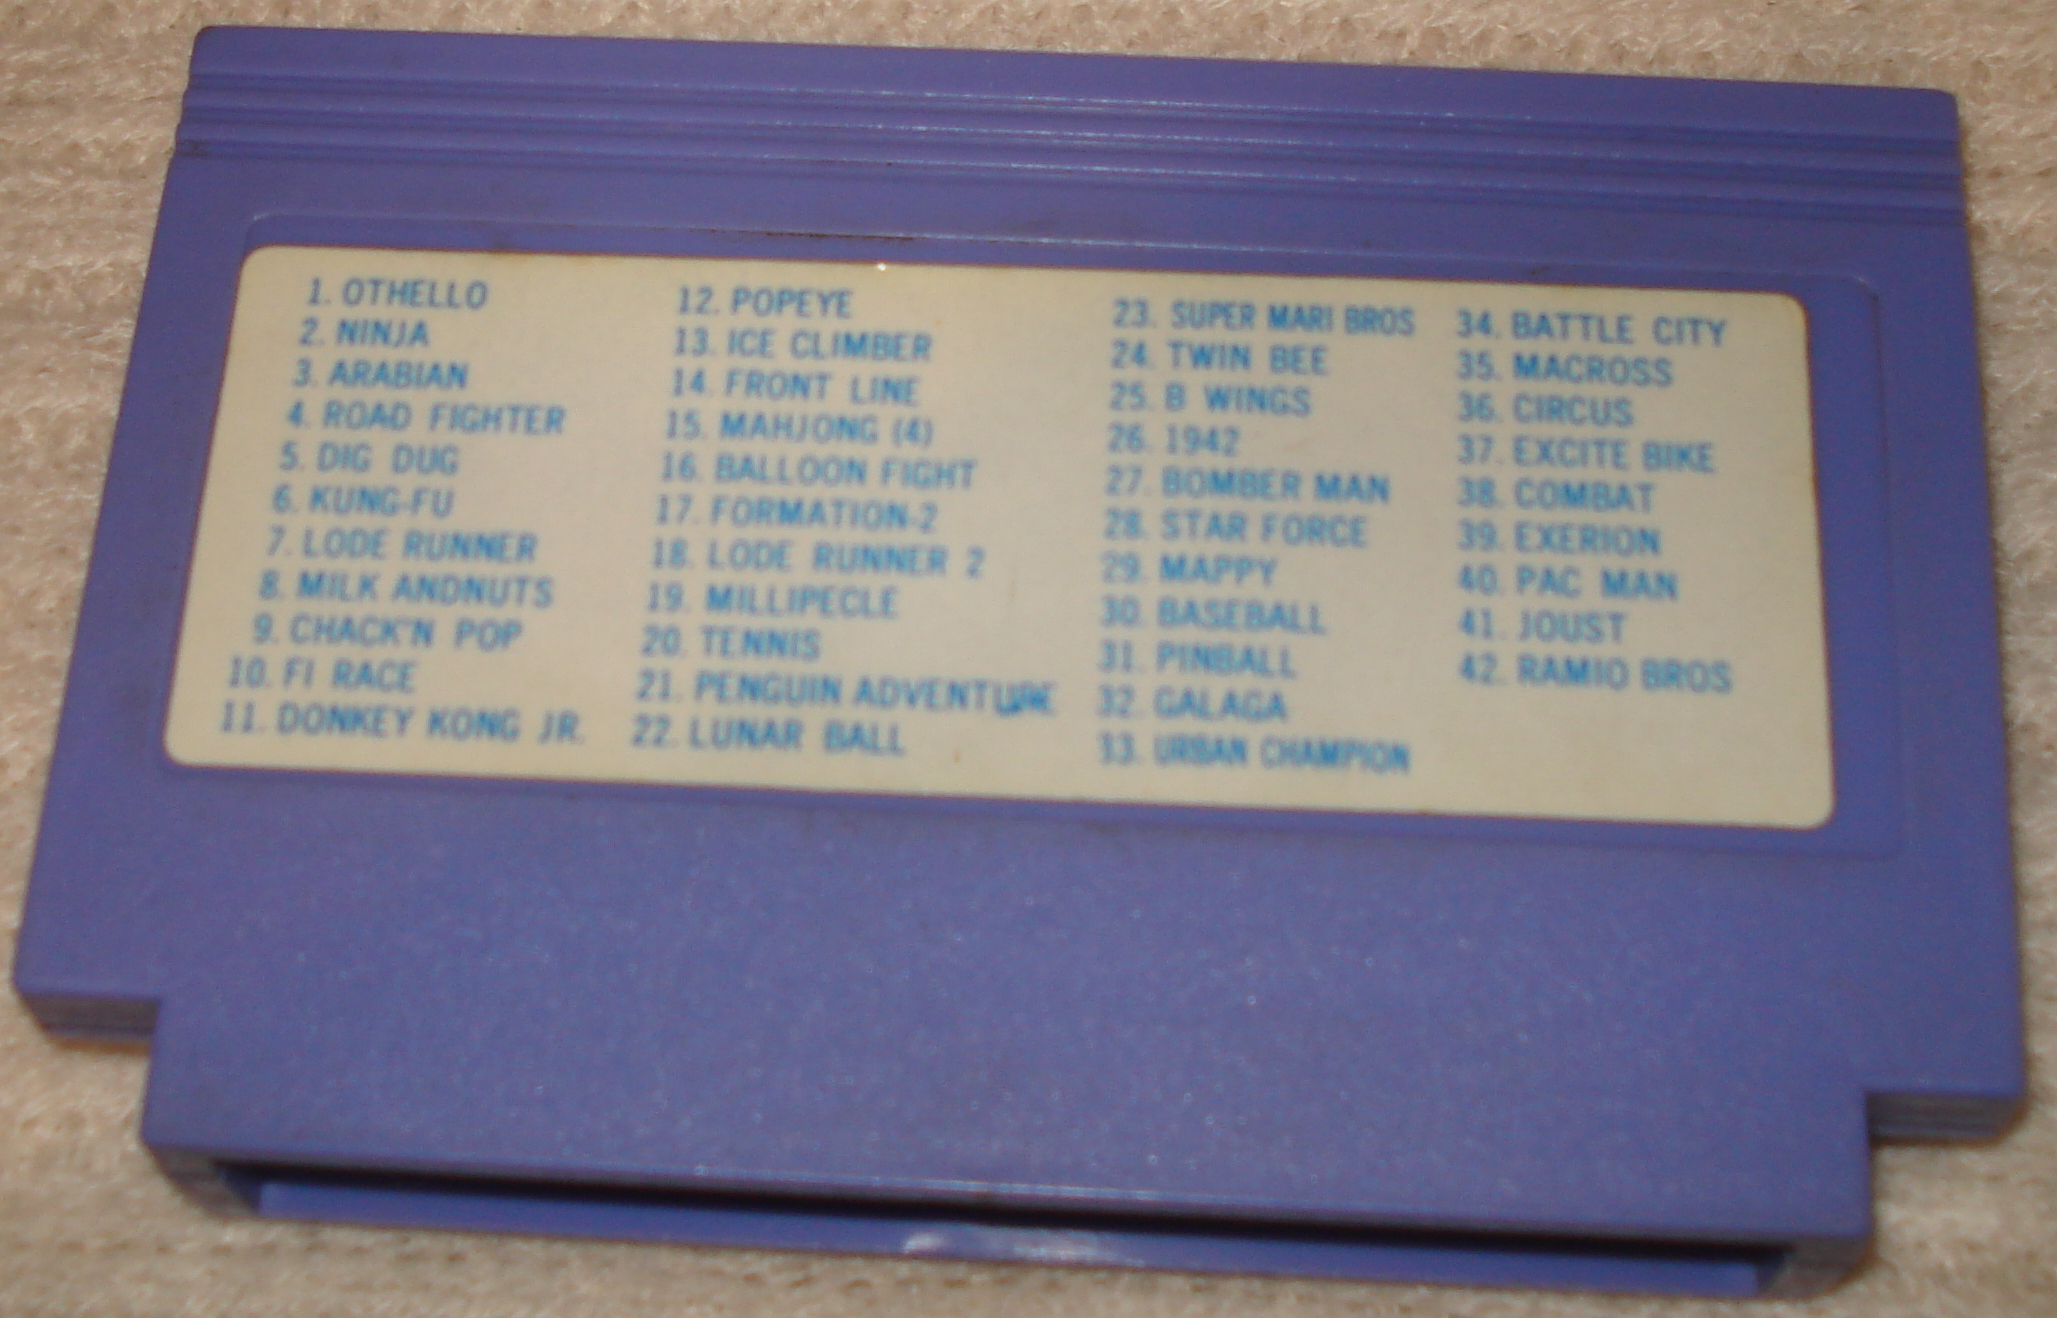 1. OTHELLO
2. NINJA
3. ARABIAN
4. ROAD FIGHTER
5. DIG DUG
6. KUNG-FU
7. LODE RUNNER
8. MILK ANDNUTS
9. CHACK'N POP
10. FI RACE
11. DONKEY KONG JR.
12. POPEYE
13. ICE CLIMBER
14. FRONT LINE
15. MAHJONG (4)
16. BALLOON FIGHT
17. FORMATION-2
18. LODE RUNNER 2
19. MILLIPECLE
20. TENNIS
21. PENGUIN ADVENTURE
22. LUNAR BALL
23. SUPER MARI BROS
24. TWIN BEE
25. B WINGS
26. 1942
27. BOMBER MAN
28. STAR FORCE
29. MAPPY
30. BASEBALL
31. PINBALL
32. GALAGA
33. URBAN CHAMPION
34. BATTLE CITY
35. MACROSS
36. CIRCUS
37. EXCITE BIKE
38. COMBAT
39. EXERION
40. PAC MAN
41. JOUST
42. RAMIO BROS